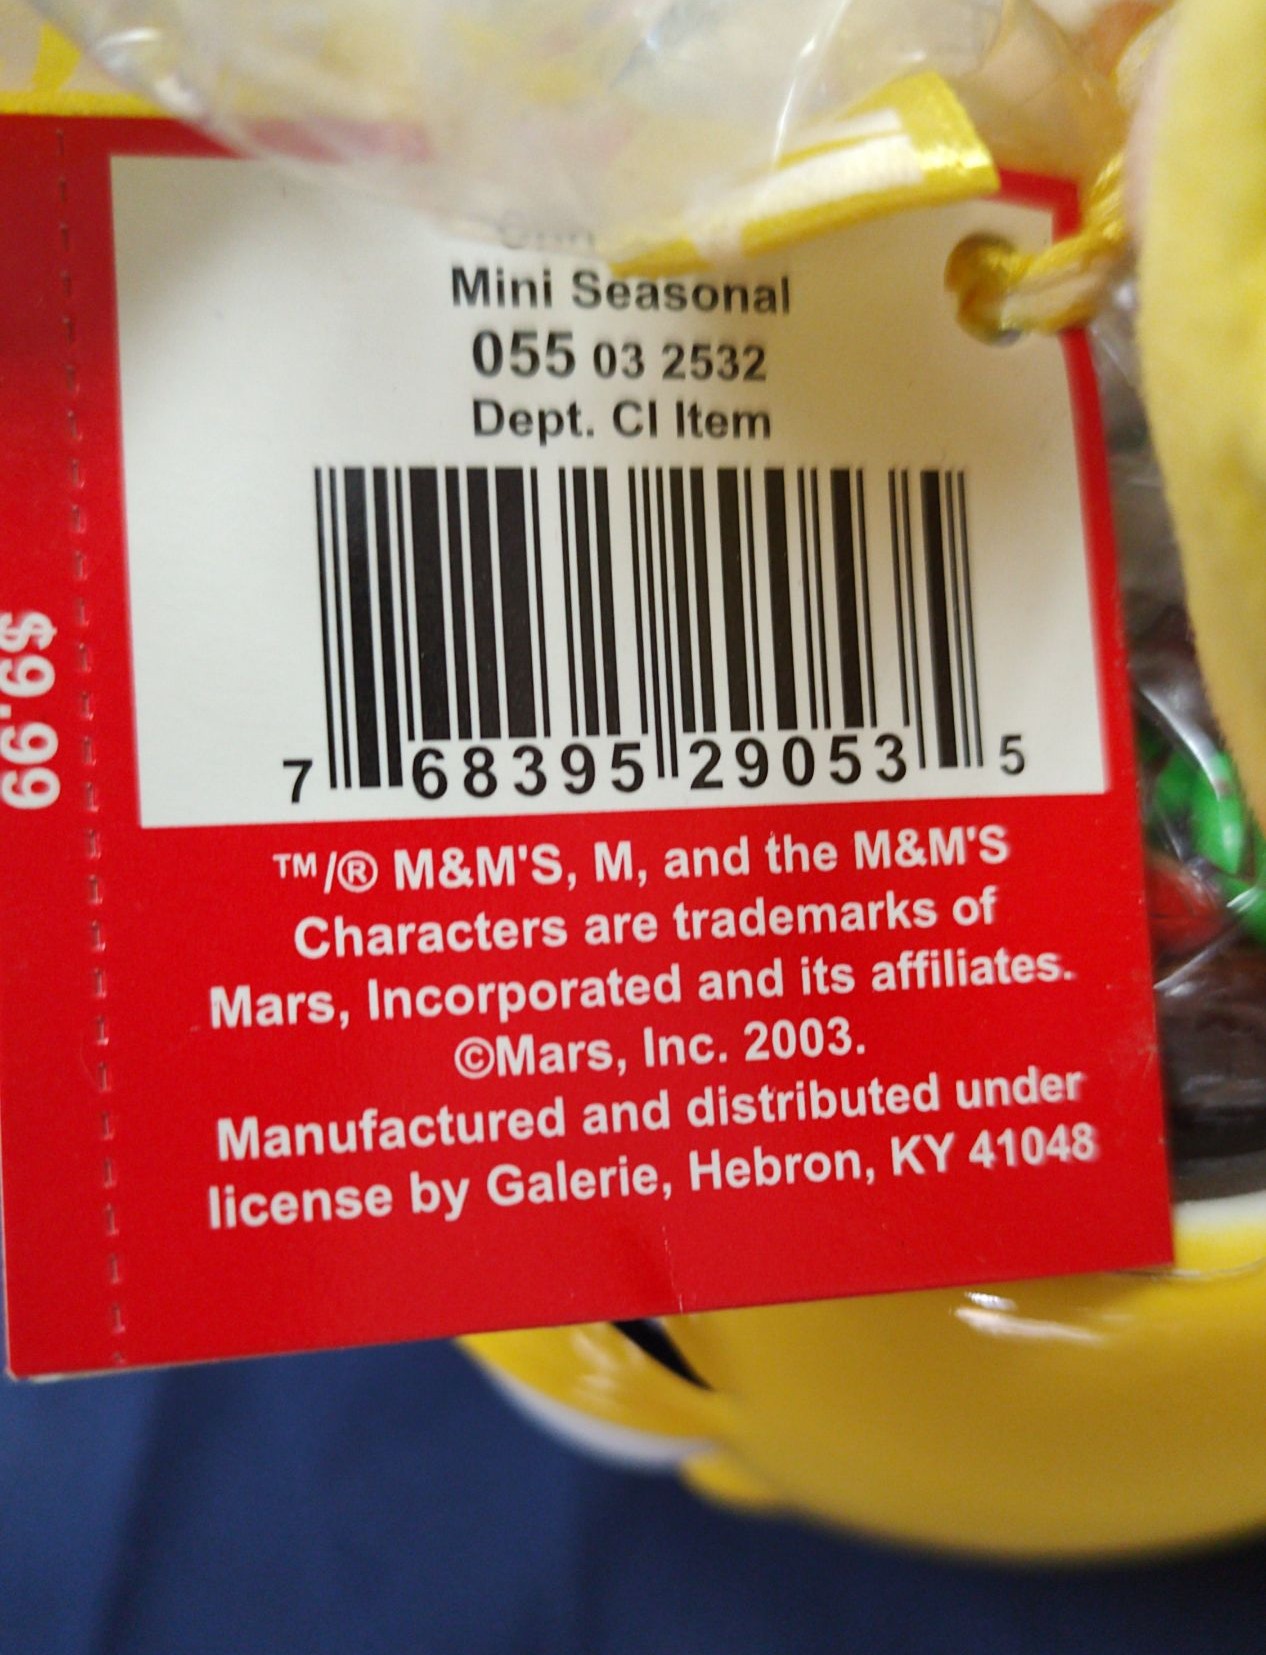 Mini Seasonal
055 03 2532
Dept. CI Item
7 68395 29053 5
$9.99
™/® M&M'S, M, and the M&M'S
Characters are trademarks of
Mars, Incorporated and its affiliates.
©Mars, Inc. 2003.
Manufactured and distributed under
license by Galerie, Hebron, KY 41048